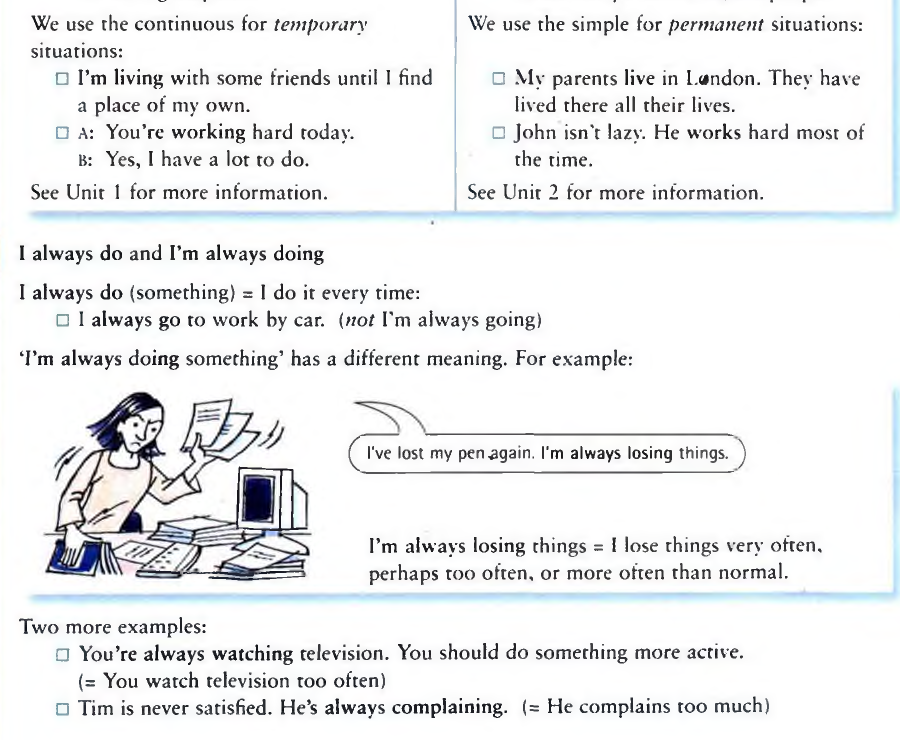 We use the continuous for temporary
situations:
□ I'm living with some friends until I find
a place of my own.
□ A: You're working hard today.
B: Yes, I have a lot to do.
See Unit 1 for more information.
We use the simple for permanent situations:
□ My parents live in London. They have
lived there all their lives.
□ John isn't lazy. He works hard most of
the time.
See Unit 2 for more information.
I always do and I'm always doing
I always do (something) = I do it every time:
□ I always go to work by car. (not I'm always going)
'I'm always doing something' has a different meaning. For example:
I've lost my pen again. I'm always losing things.
I'm always losing things = I lose things very often,
perhaps too often, or more often than normal.
Two more examples:
□ You're always watching television. You should do something more active.
(= You watch television too often)
□ Tim is never satisfied. He's always complaining. (= He complains too much)